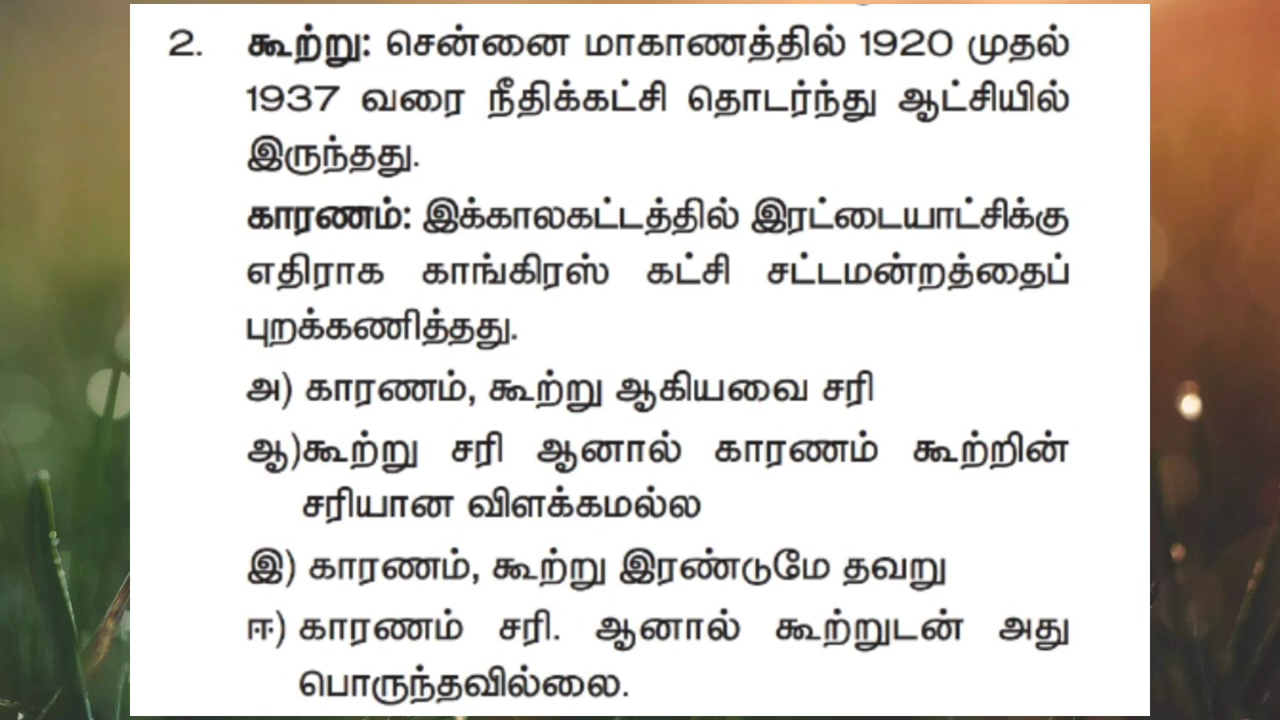 2. கூற்று: சென்னை மாகாணத்தில் 1920 முதல்
1937 வரை நீதிக்கட்சி தொடர்ந்து ஆட்சியில்
இருந்தது.
காரணம்: இக்காலகட்டத்தில் இரட்டையாட்சிக்கு
எதிராக காங்கிரஸ் கட்சி சட்டமன்றத்தைப்
புறக்கணித்தது.
அ) காரணம், கூற்று ஆகியவை சரி
ஆ)கூற்று சரி ஆனால் காரணம் கூற்றின்
சரியான விளக்கமல்ல
இ) காரணம், கூற்று இரண்டுமே தவறு
ஈ) காரணம் சரி. ஆனால் கூற்றுடன் அது
பொருந்தவில்லை.